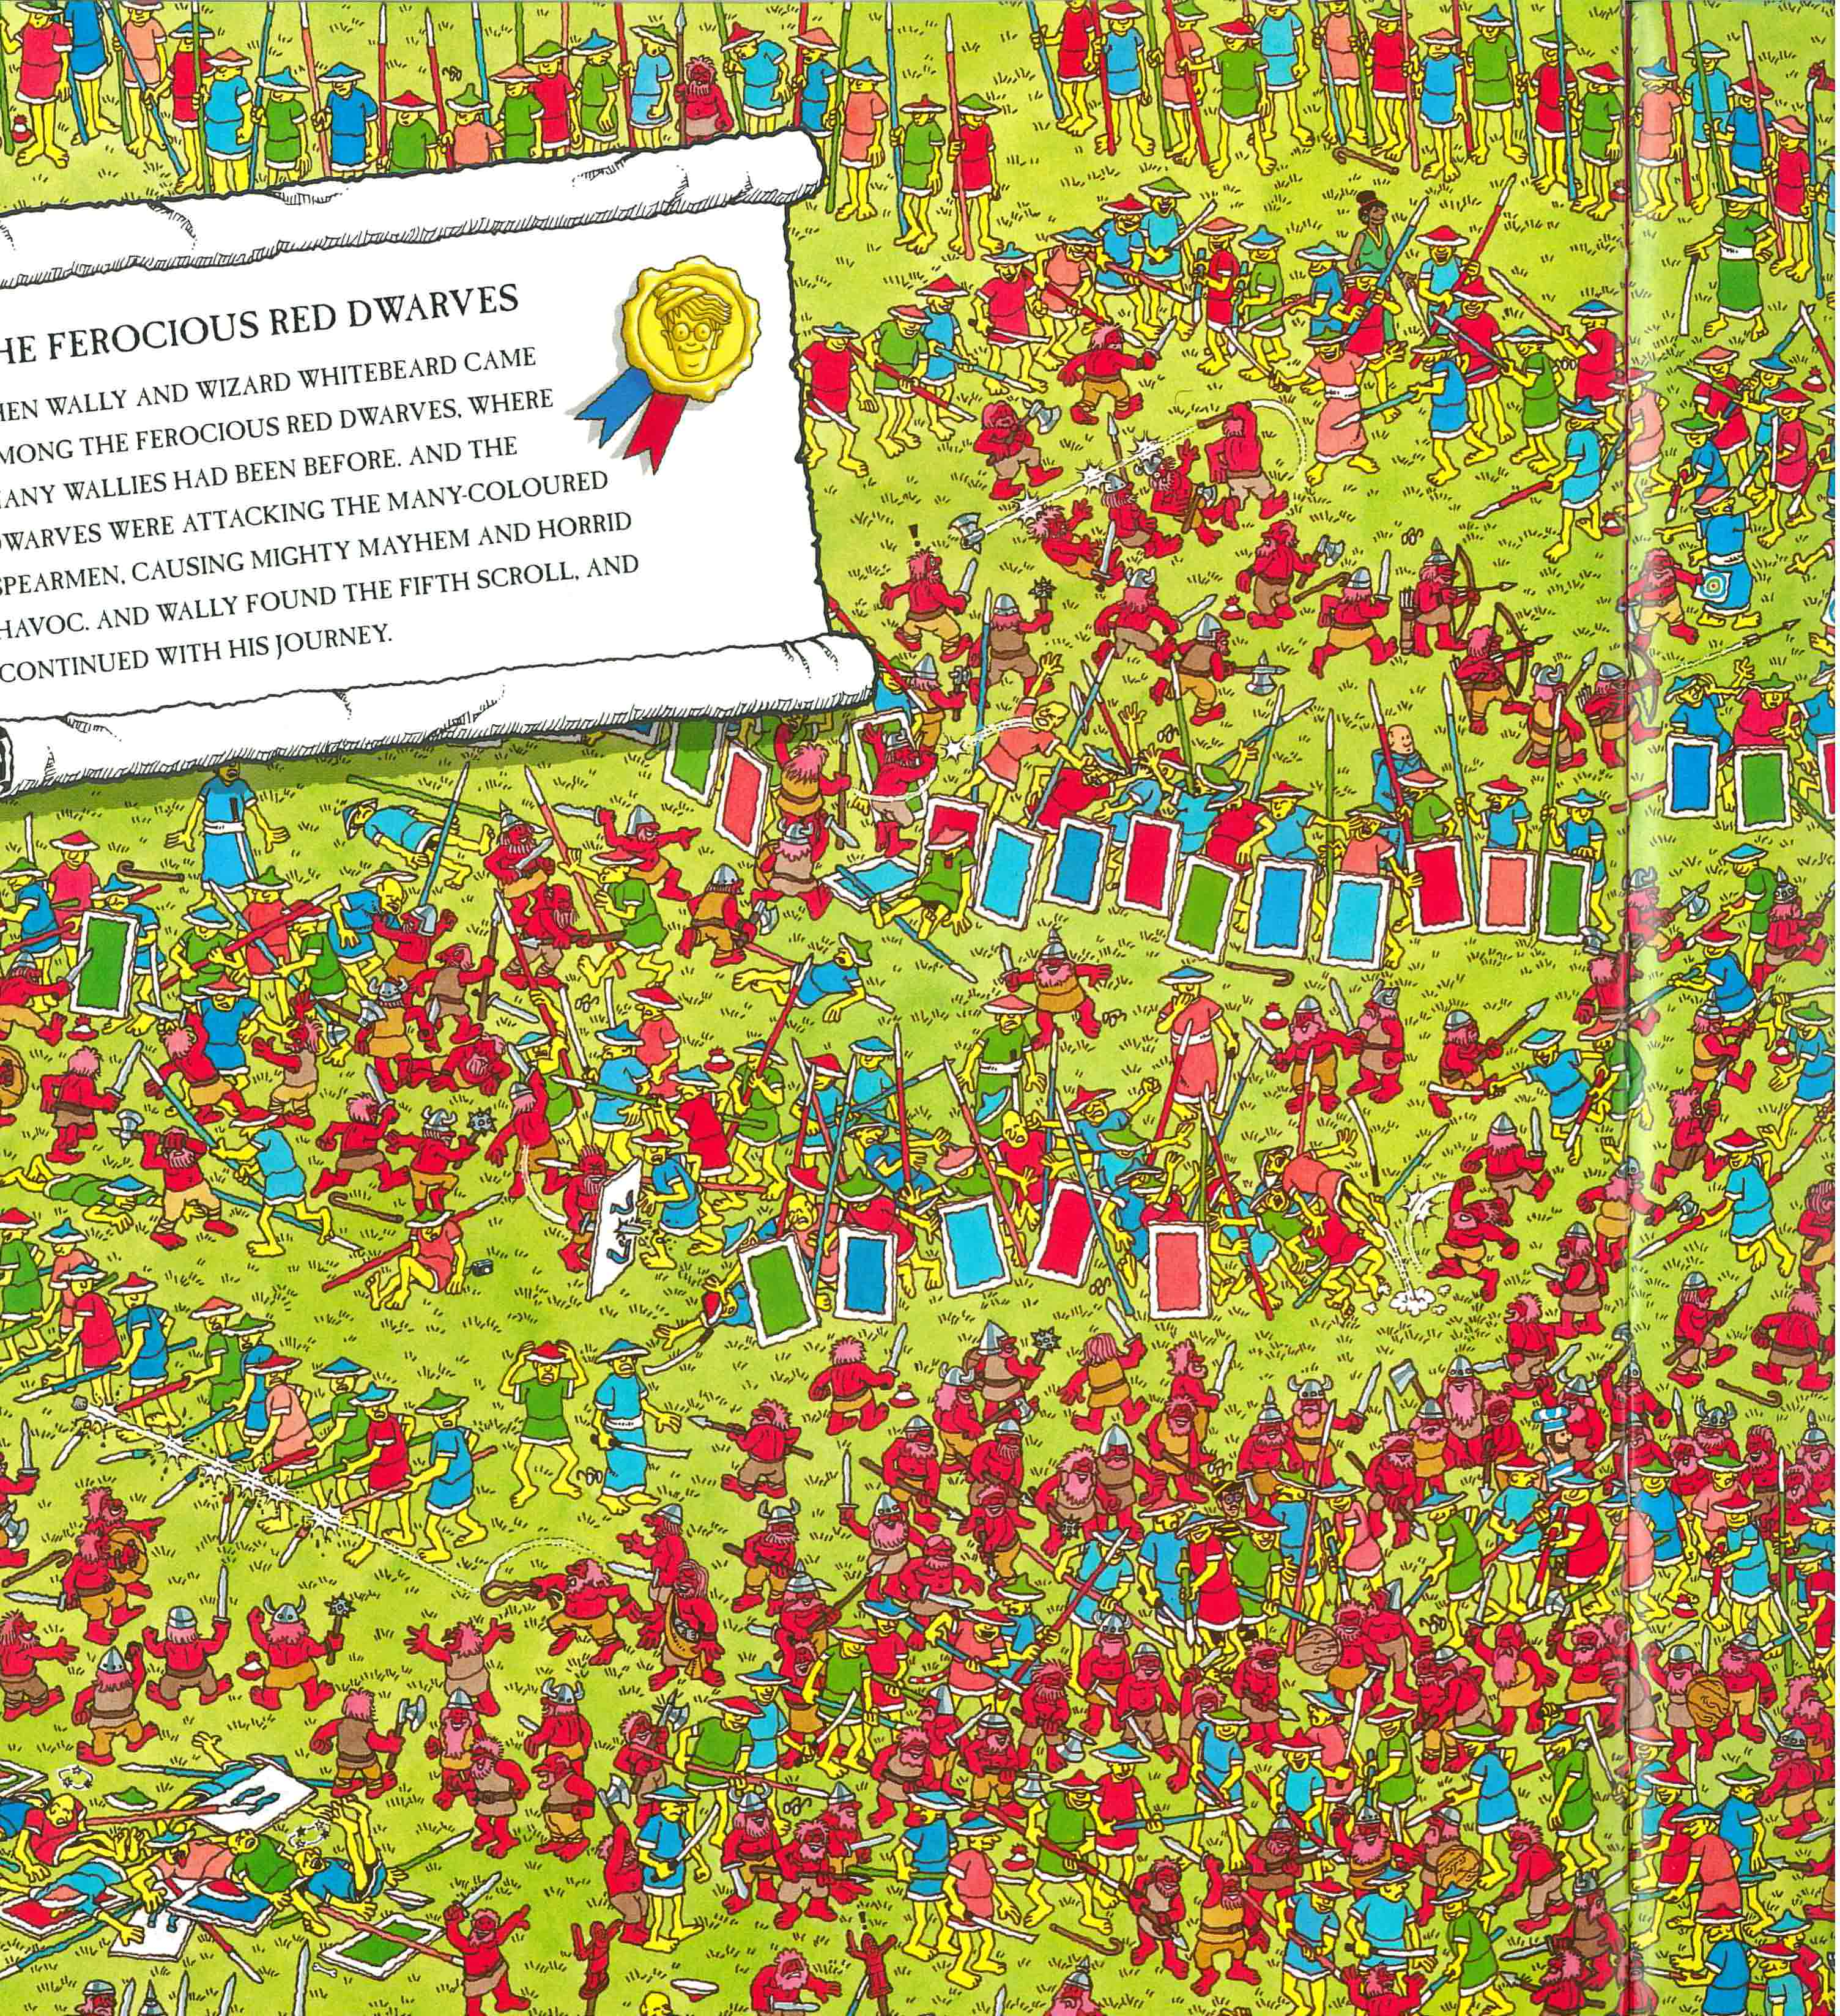 HE FEROCIOUS RED DWARVES
HEN WALLY AND WIZARD WHITEBEARD CAME
MONG THE FEROCIOUS RED DWARVES, WHERE
MANY WALLIES HAD BEEN BEFORE. AND THE
DWARVES WERE ATTACKING THE MANY-COLOURED
SPEARMEN, CAUSING MIGHTY MAYHEM AND HORRID
HAVOC. AND WALLY FOUND THE FIFTH SCROLL, AND
CONTINUED WITH HIS JOURNEY.
!
!